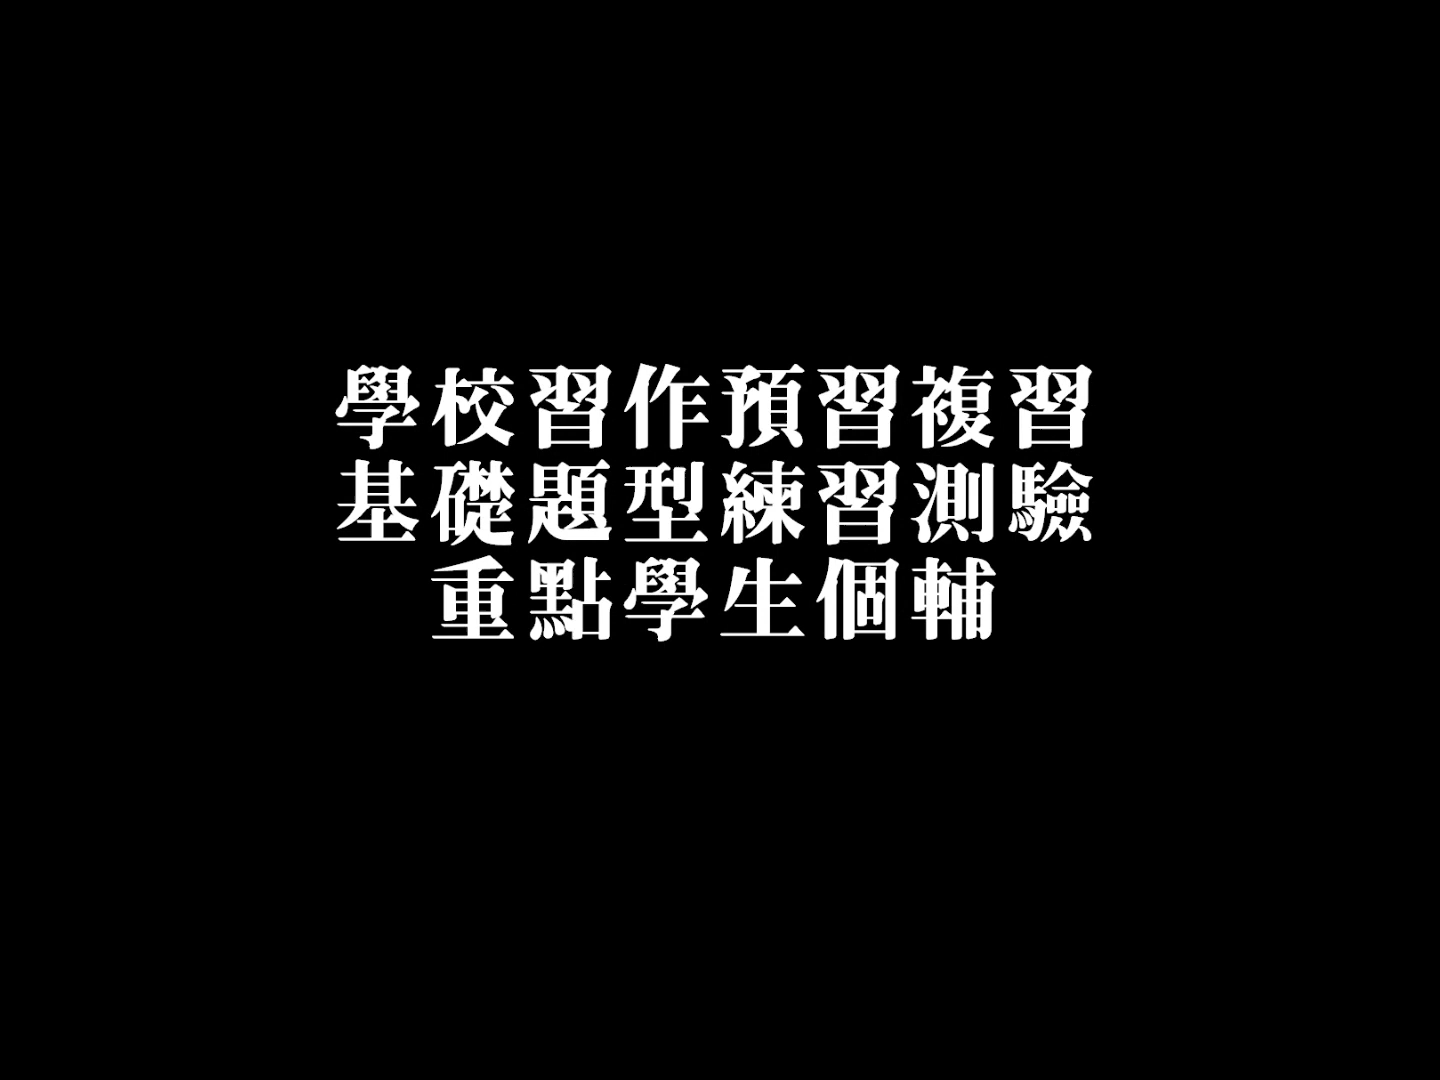 學校習作預習複習
基礎題型練習測驗
重點學生個輔